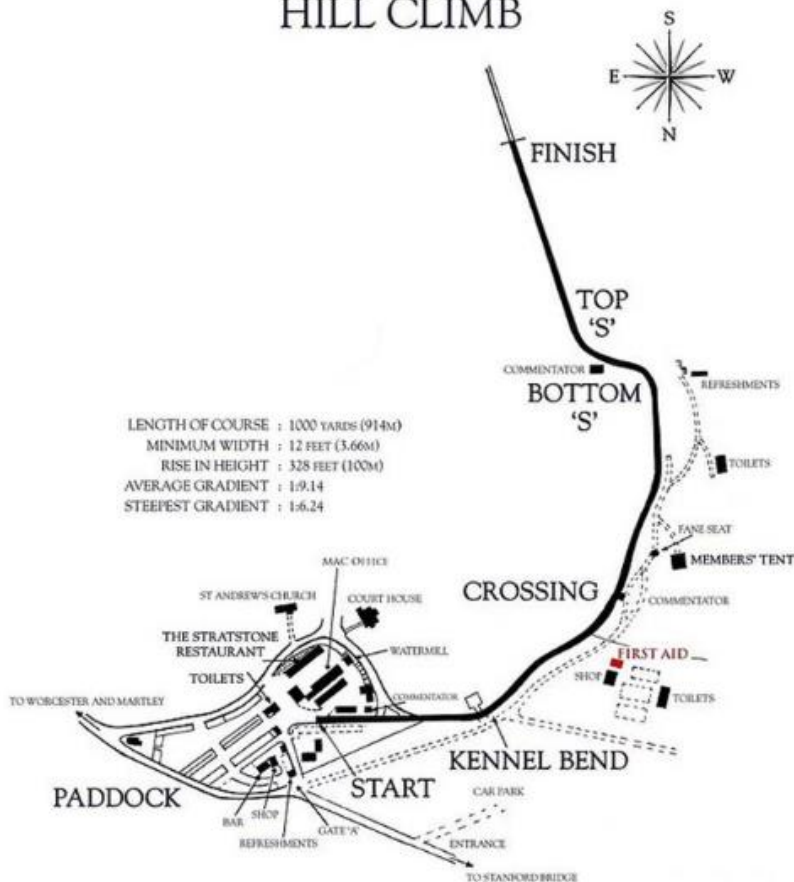 HILL CLIMB
S
E
W
N
FINISH
TOP
'S'
COMMENTATOR
BOTTOM
'S'
REFRESHMENTS
LENGTH OF COURSE : 1000 YARDS (914M)
MINIMUM WIDTH : 12 FEET (3.66M)
RISE IN HEIGHT : 328 FEET (100M)
AVERAGE GRADIENT : 1:9.14
STEEPEST GRADIENT : 1:6.24
TOILETS
FANE SEAT
MEMBERS' TENT
MAC OFFICE
CROSSING
ST ANDREW'S CHURCH
COURT HOUSE
COMMENTATOR
THE STRATSTONE
RESTAURANT
WATERMILL
FIRST AID
TOILETS
SHOP
TO WORCESTER AND MARTLEY
COMMENTATOR
TOILETS
KENNEL BEND
START
PADDOCK
CAR PARK
BAR
SHOP
GATE 'A'
REFRESHMENTS
ENTRANCE
TO STANFORD BRIDGE